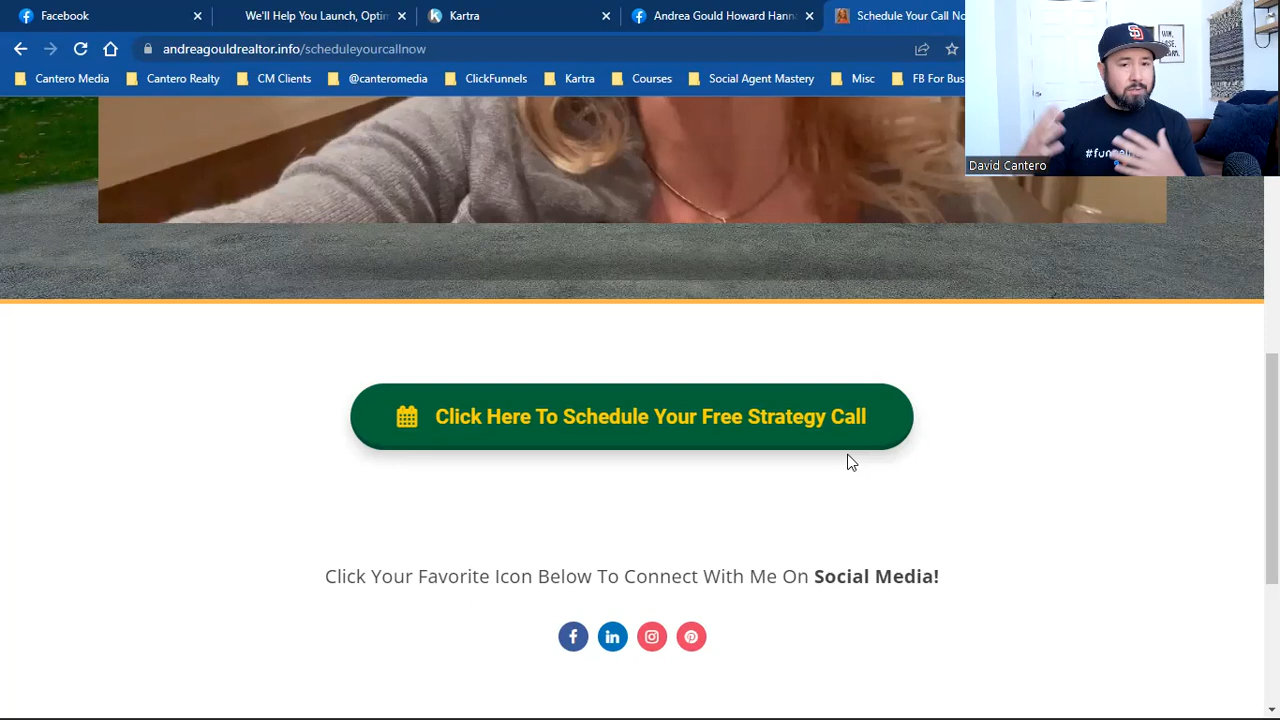 Facebook
We'll Help You Launch, Optim
Kartra
Andrea Gould Howard Hann
Schedule Your Call No
andreagouldrealtor.info/scheduleyourcallnow
Cantero Media
Cantero Realty
CM Clients
@canteromedia
ClickFunnels
Kartra
Courses
Social Agent Mastery
Misc
FB For Bus
WIN.
David Cantero
Click Here To Schedule Your Free Strategy Call
Click Your Favorite Icon Below To Connect With Me On Social Media!